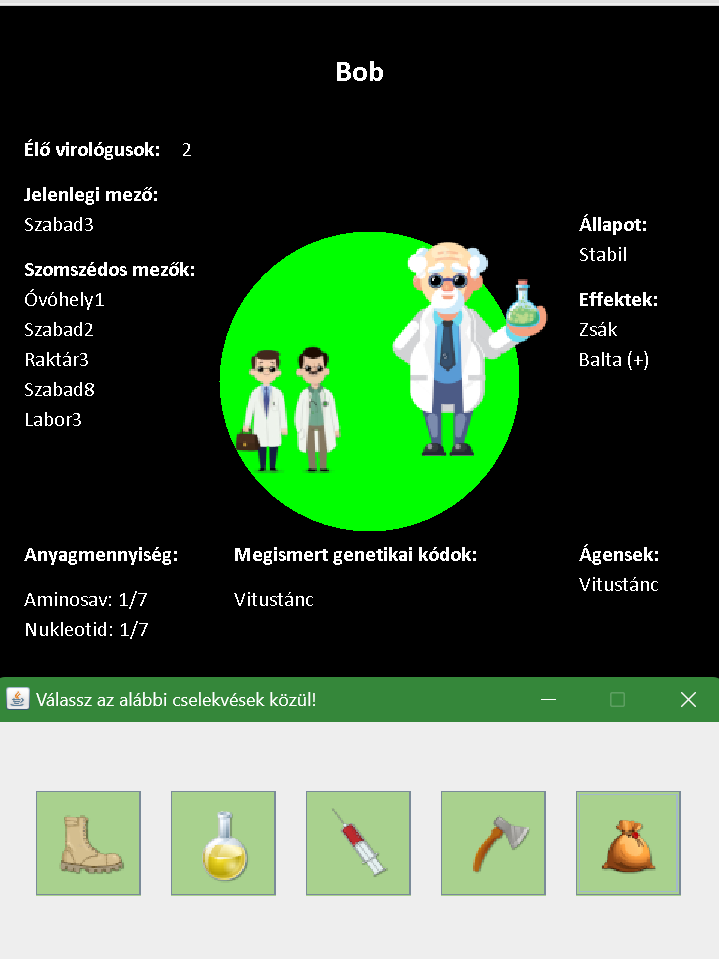 Bob
Élő virológusok: 2
Jelenlegi mező:
Szabad3
Szomszédos mezők:
Óvóhely1
Szabad2
Raktár3
Szabad8
Labor3
Állapot:
Stabil
Effektek:
Zsák
Balta (+)
Anyagmennyiség:
Aminosav: 1/7
Nukleotid: 1/7
Megismert genetikai kódok:
Vitustánc
Ágensek:
Vitustánc
Válassz az alábbi cselekvések közül!